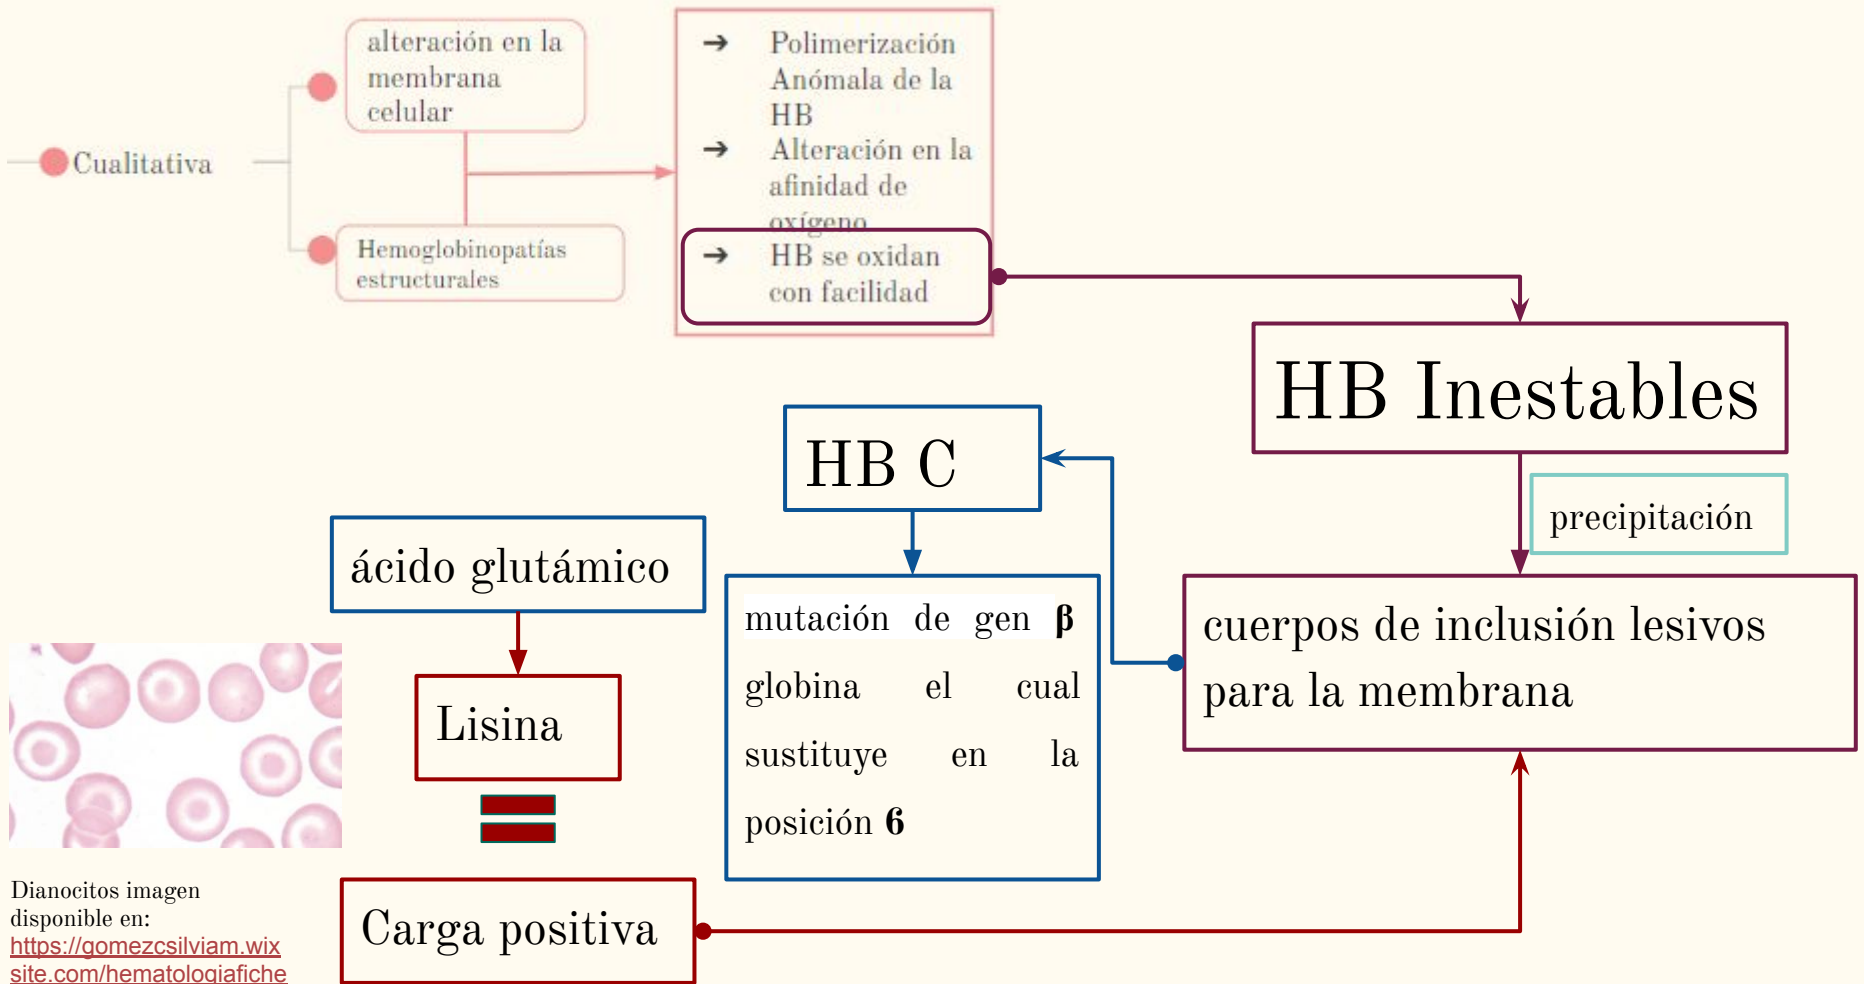 alteración en la
membrana
celular
Cualitativa
Hemoglobinopatías
estructurales
➔ Polimerización
Anómala de la
HB
➔ Alteración en la
afinidad de
oxígeno
➔ HB se oxidan
con facilidad
HB Inestables
precipitación
cuerpos de inclusión lesivos
para la membrana
HB C
mutación de gen β
globina el cual
sustituye en la
posición 6
ácido glutámico
Lisina
Carga positiva
Dianocitos imagen
disponible en:
https://gomezcsilviam.wix
site.com/hematologiafiche